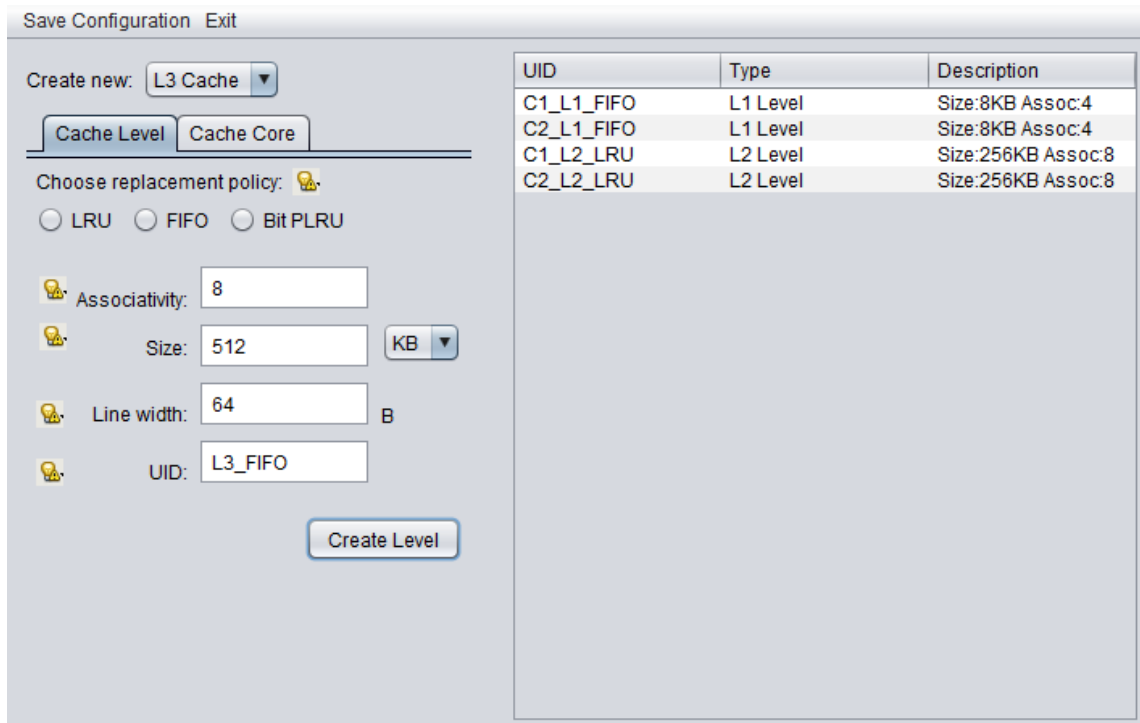 Save Configuration Exit
Create new: L3 Cache
Cache Level Cache Core
Choose replacement policy:
LRU FIFO Bit PLRU
Associativity: 8
Size: 512 KB
Line width: 64 B
UID: L3_FIFO
Create Level
UID Type Description
C1_L1_FIFO L1 Level Size:8KB Assoc:4
C2_L1_FIFO L1 Level Size:8KB Assoc:4
C1_L2_LRU L2 Level Size:256KB Assoc:8
C2_L2_LRU L2 Level Size:256KB Assoc:8